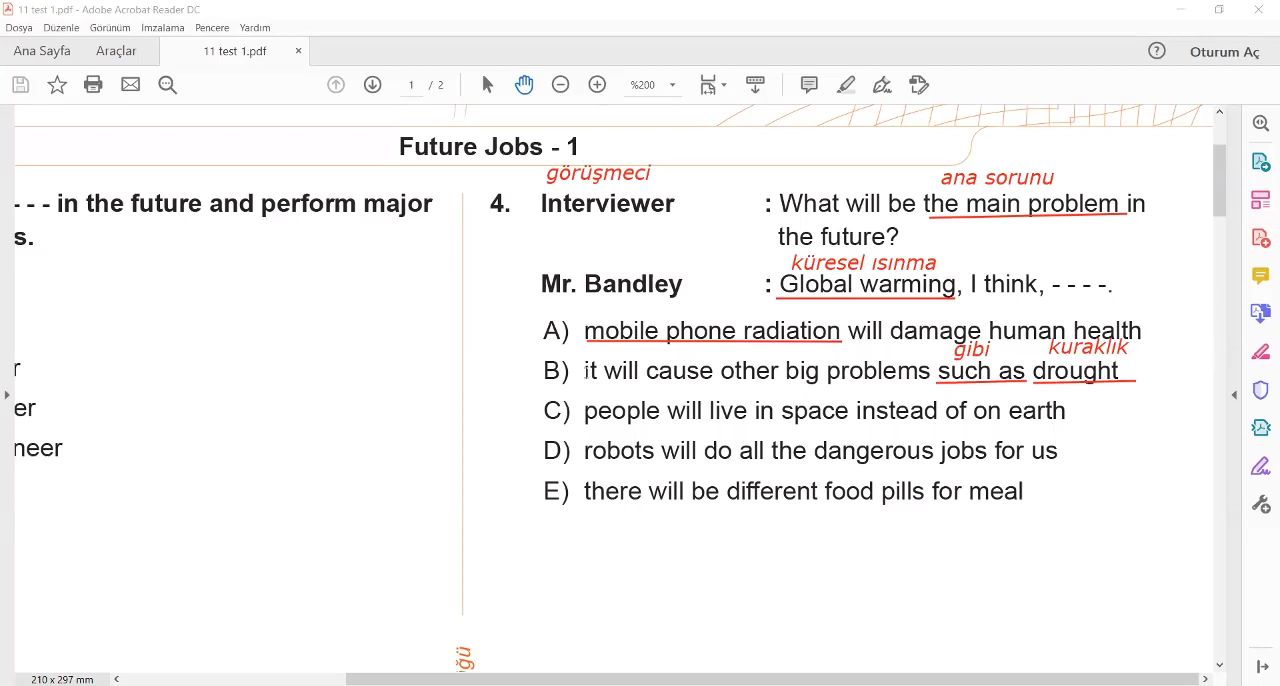 11 test 1.pdf - Adobe Acrobat Reader DC
Dosya Düzenle Görünüm Imzalama Pencere Yardım
Ana Sayfa Araçlar 11 test 1.pdf × Oturum Aç
1 / 2 %200
Future Jobs - 1
- - - in the future and perform major
s.
r
er
neer
görüşmeci
ana sorunu
4. Interviewer : What will be the main problem in
the future?
küresel ısınma
Mr. Bandley : Global warming, I think, - - - -.
A) mobile phone radiation will damage human health
gibi kuraklık
B) it will cause other big problems such as drought
C) people will live in space instead of on earth
D) robots will do all the dangerous jobs for us
E) there will be different food pills for meal
ğü
210 x 297 mm